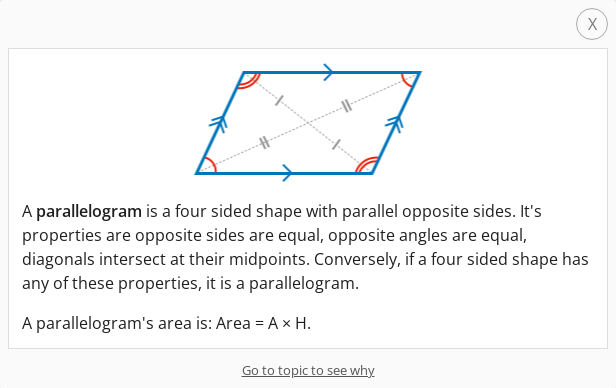 X
A parallelogram is a four sided shape with parallel opposite sides. It's
properties are opposite sides are equal, opposite angles are equal,
diagonals intersect at their midpoints. Conversely, if a four sided shape has
any of these properties, it is a parallelogram.
A parallelogram's area is: Area = A × H.
Go to topic to see why